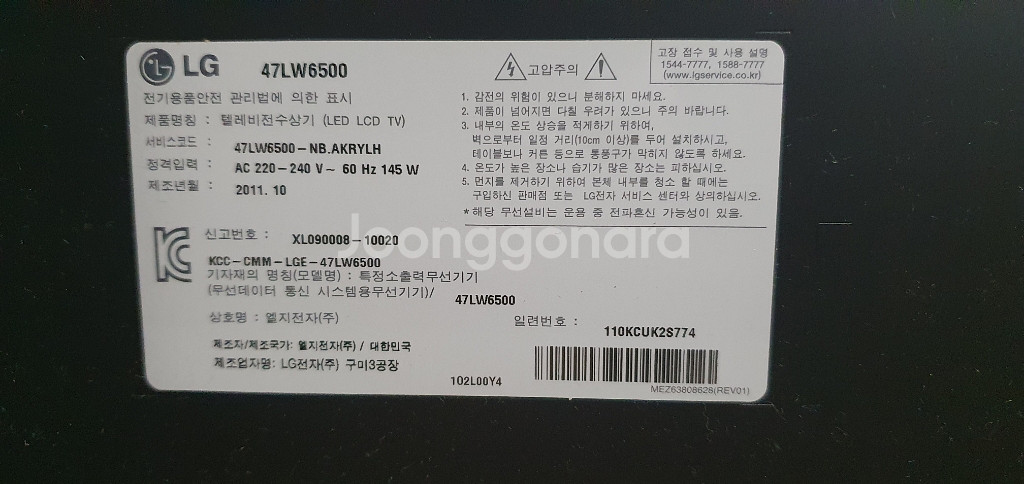 LG 47LW6500
전기용품안전 관리법에 의한 표시
제품명칭 : 텔레비전수상기 (LED LCD TV)
서비스코드 : 47LW6500-NB.AKRYLH
정격입력 : AC 220-240 V~ 60 Hz 145 W
제조년월 : 2011. 10
고압주의
고장 접수 및 사용 설명
1544-7777, 1588-7777
(www.lgservice.co.kr)
1. 감전의 위험이 있으니 분해하지 마세요.
2. 제품이 넘어지면 다칠 우려가 있으니 주의 바랍니다.
3. 내부의 온도 상승을 적게하기 위하여,
벽으로부터 일정 거리(10cm 이상)를 두어 설치하시고,
테이블보나 커튼 등으로 통풍구가 막히지 않도록 하세요.
4. 온도가 높은 장소나 습기가 많은 장소는 피하십시오.
5. 먼지를 제거하기 위하여 본체 내부를 청소 할 때에는
구입하신 판매점 또는 LG전자 서비스 센터와 상의하십시오.
*해당 무선설비는 운용 중 전파혼신 가능성이 있음.
Joonggonara
신고번호 : XL090008-10020
KCC-CMM-LGE-47LW6500
기자재의 명칭(모델명) : 특정소출력무선기기
(무선데이터 통신 시스템용무선기기)/ 47LW6500
상호명 : 엘지전자(주)
일련번호 : 110KCUK2S774
제조자/제조국가: 엘지전자(주) / 대한민국
제조업자명: LG전자(주) 구미3공장
102L00Y4
MEZ63808628(REV01)